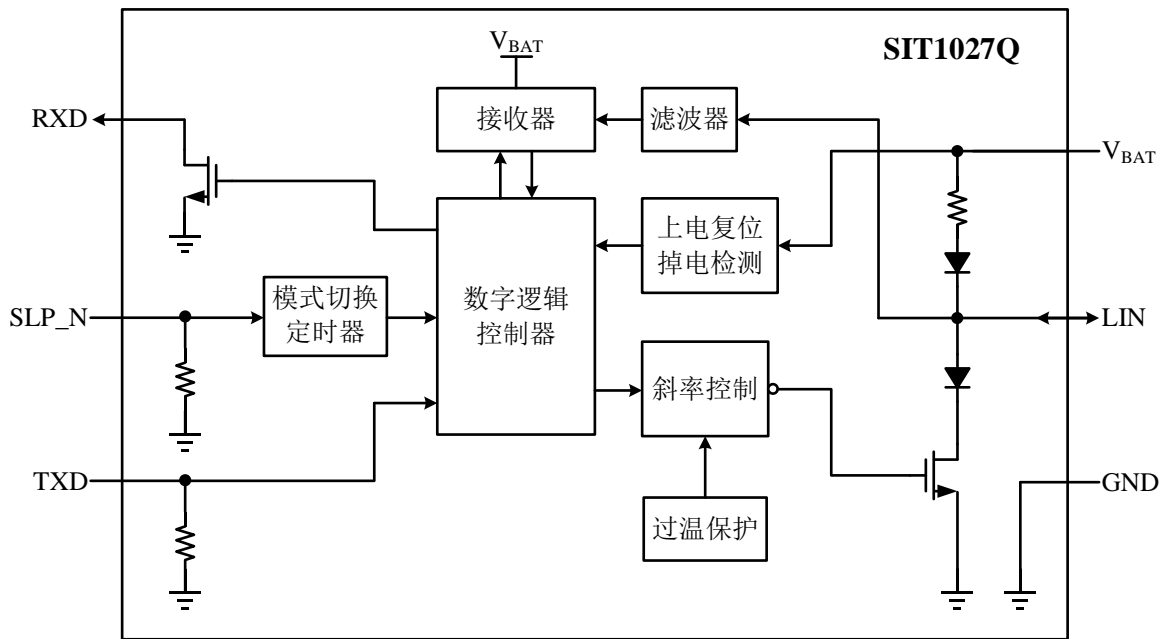 SIT1027Q
VBAT
RXD
接收器
滤波器
VBAT
上电复位
掉电检测
SLP_N
模式切换
定时器
数字逻辑
控制器
LIN
斜率控制
TXD
GND
过温保护